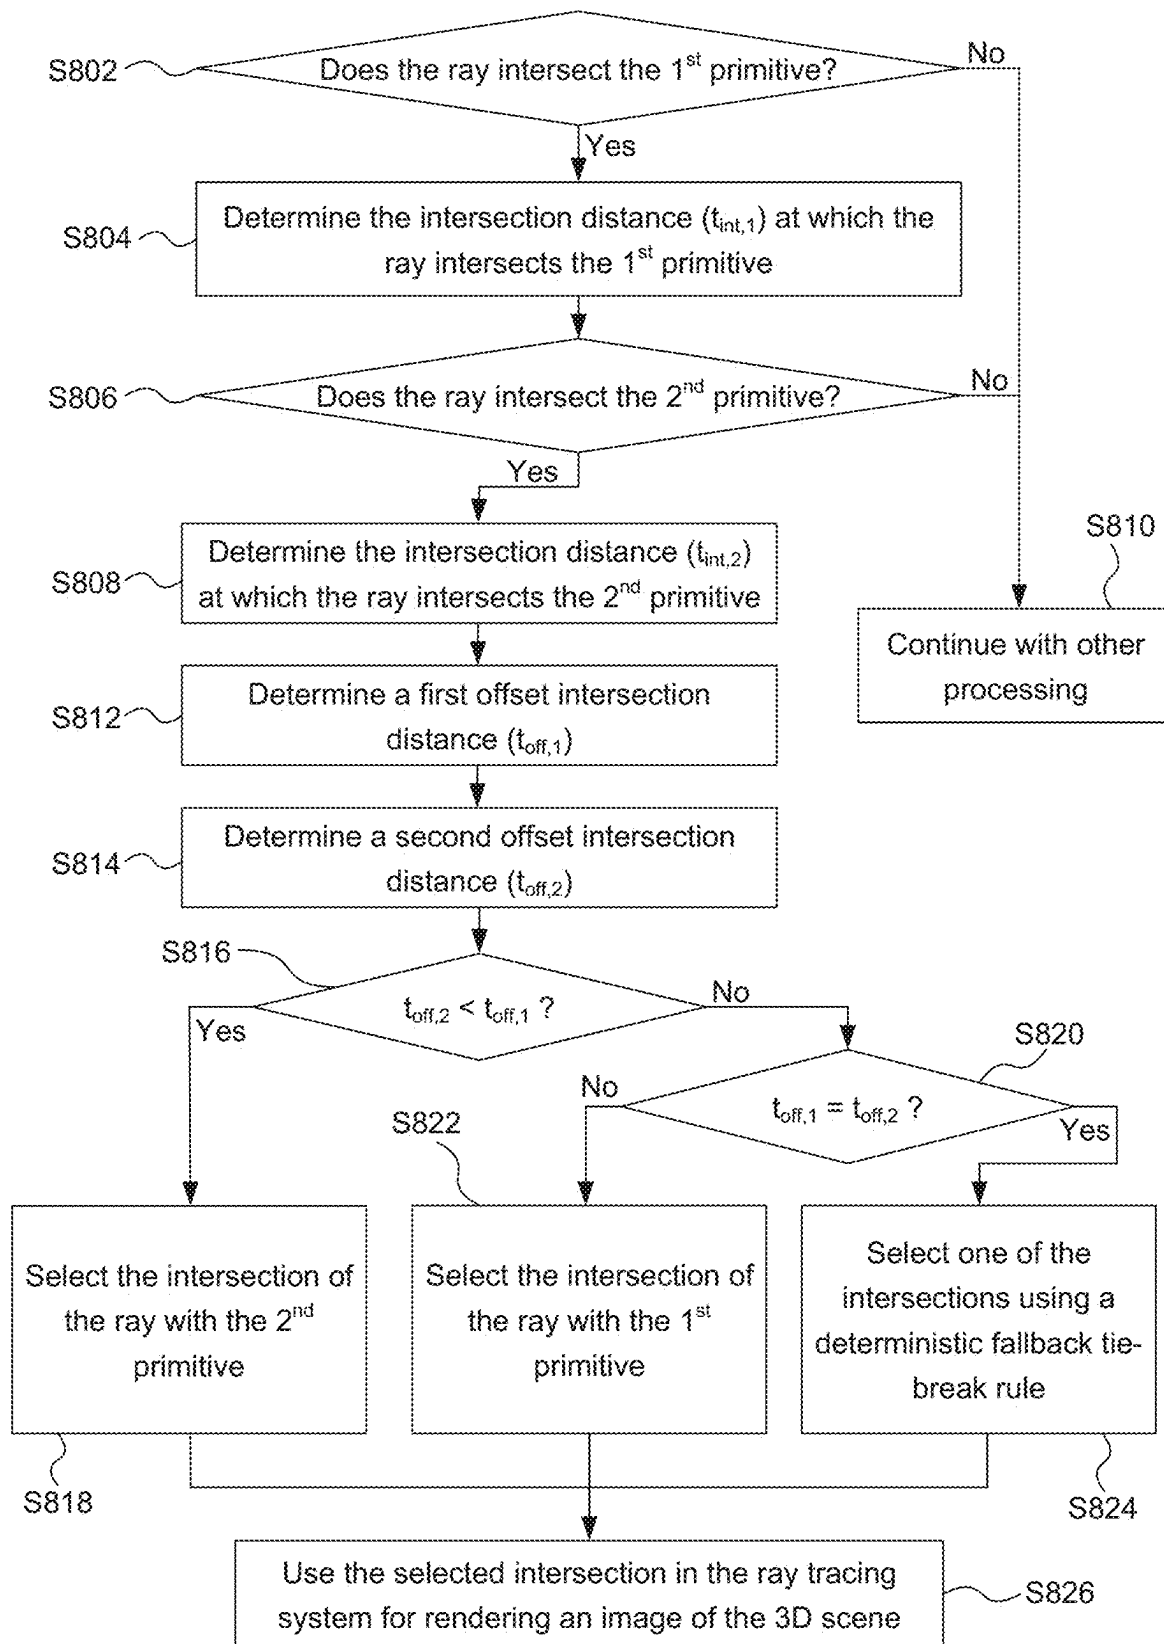 S802
Does the ray intersect the 1st primitive?
No
Yes
S804
Determine the intersection distance (tint,1) at which the
ray intersects the 1st primitive
S806
Does the ray intersect the 2nd primitive?
No
Yes
S808
Determine the intersection distance (tint,2)
at which the ray intersects the 2nd primitive
S810
Continue with other
processing
S812
Determine a first offset intersection
distance (toff,1)
S814
Determine a second offset intersection
distance (toff,2)
S816
toff,2 < toff,1 ?
Yes
No
S820
toff,1 = toff,2 ?
No
Yes
S822
Select the intersection of
the ray with the 2nd
primitive
S818
Select the intersection of
the ray with the 1st
primitive
Select one of the
intersections using a
deterministic fallback tie-
break rule
S824
Use the selected intersection in the ray tracing
system for rendering an image of the 3D scene
S826